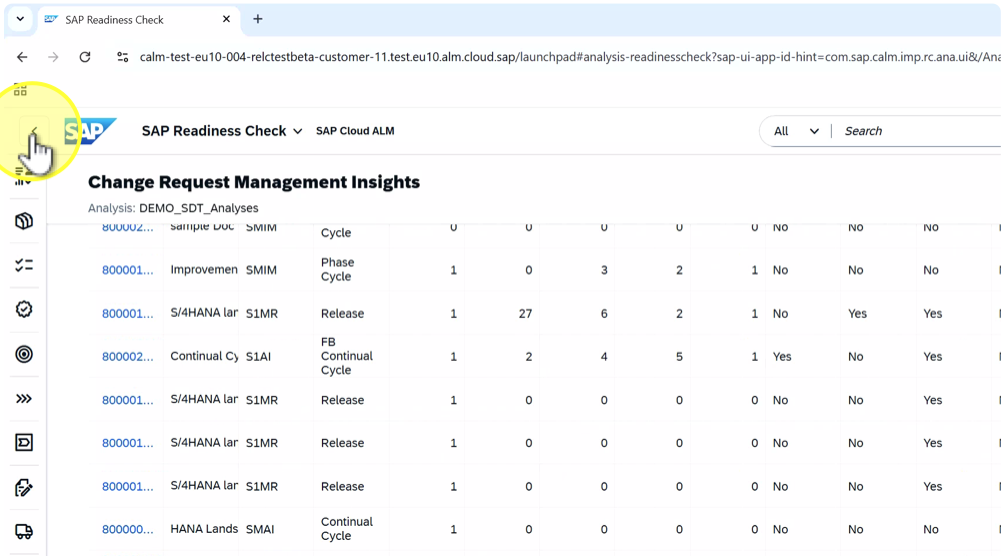 SAP Readiness Check
calm-test-eu10-004-relctestbeta-customer-11.test.eu10.alm.cloud.sap/launchpad#analysis-readinesscheck?sap-ui-app-id-hint=com.sap.calm.imp.rc.ana.ui&/Ana
SAP SAP Readiness Check SAP Cloud ALM All Search
Change Request Management Insights
Analysis: DEMO_SDT_Analyses
800002... sample Doc SMIM Cycle 0 0 0 0 0 No No No
800001... Improvemen SMIM Phase Cycle 1 0 3 2 1 No No No
800001... S/4HANA lar S1MR Release 1 27 6 2 1 No Yes Yes
800002... Continual Cy S1AI FB Continual Cycle 1 2 4 5 1 Yes No Yes
800001... S/4HANA lar S1MR Release 1 0 0 0 0 No No Yes
800001... S/4HANA lar S1MR Release 1 0 0 0 0 No No Yes
800001... S/4HANA lar S1MR Release 1 0 0 0 0 No No Yes
800000... HANA Lands SMAI Continual Cycle 1 0 0 0 0 No No No